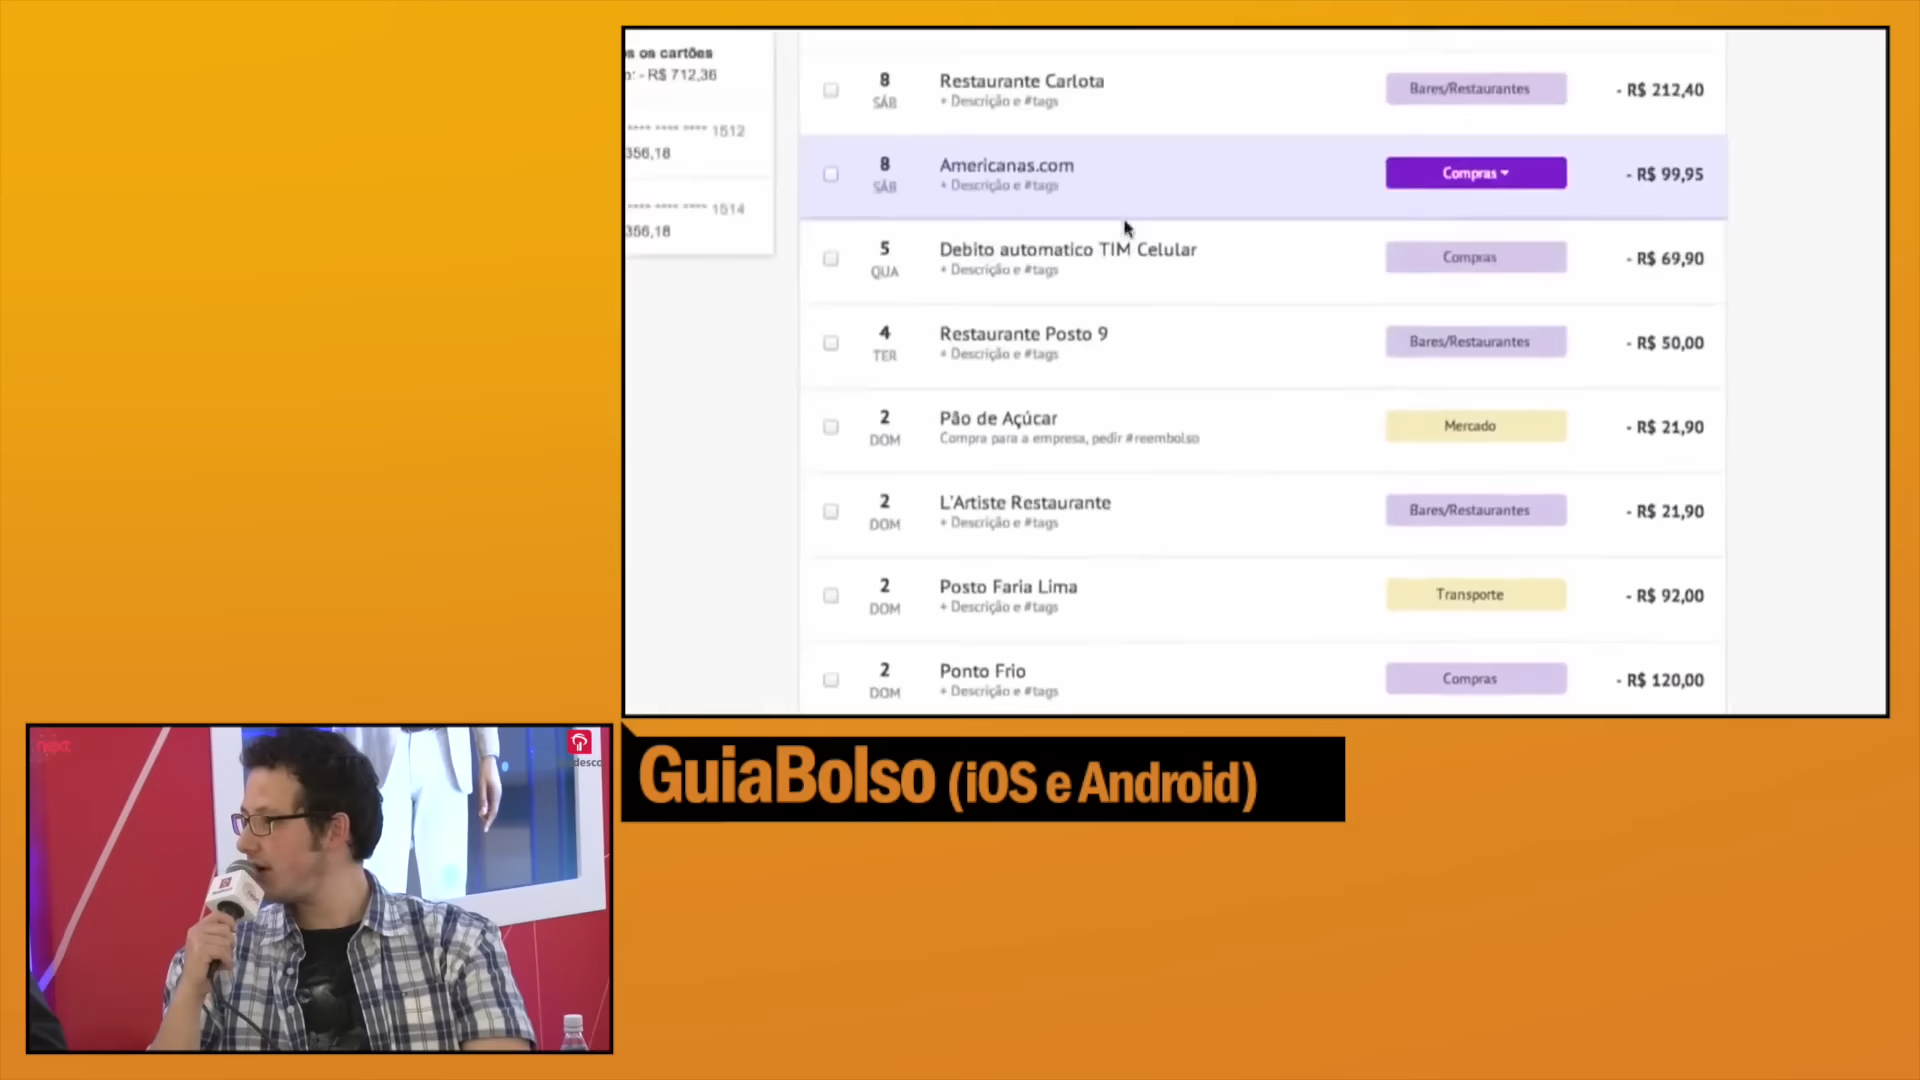 os cartões
- R$ 712,36
**** **** **** 1512
356,18
**** **** **** 1514
356,18
8 Restaurante Carlota Bares/Restaurantes - R$ 212,40
SÁB + Descrição e #tags
8 Americanas.com Compras - R$ 99,95
SÁB + Descrição e #tags
5 Debito automatico TIM Celular Compras - R$ 69,90
QUA + Descrição e #tags
4 Restaurante Posto 9 Bares/Restaurantes - R$ 50,00
TER + Descrição e #tags
2 Pão de Açúcar Mercado - R$ 21,90
DOM Compra para a empresa, pedir #reembolso
2 L'Artiste Restaurante Bares/Restaurantes - R$ 21,90
DOM + Descrição e #tags
2 Posto Faria Lima Transporte - R$ 92,00
DOM + Descrição e #tags
2 Ponto Frio Compras - R$ 120,00
DOM + Descrição e #tags
next
desco
GuiaBolso (iOS e Android)